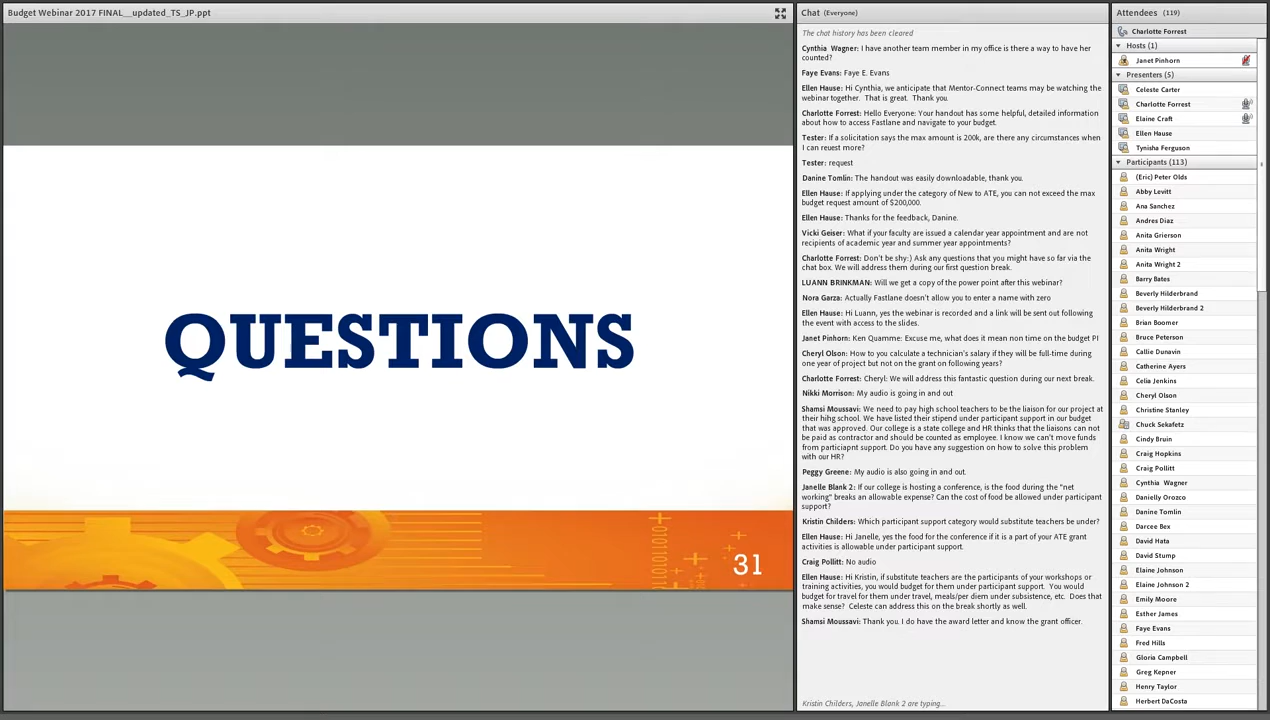 Budget Webinar 2017 FINAL__updated_TS_JP.ppt
QUESTIONS
31
Chat (Everyone)
The chat history has been cleared
Cynthia Wagner: I have another team member in my office is there a way to have her
counted?
Faye Evans: Faye E. Evans
Ellen Hause: Hi Cynthia, we anticipate that Mentor-Connect teams may be watching the
webinar together. That is great. Thank you.
Charlotte Forrest: Hello Everyone: Your handout has some helpful, detailed information
about how to access Fastlane and navigate to your budget.
Tester: If a solicitation says the max amount is 200k, are there any circumstances when
I can reuest more?
Tester: request
Danine Tomlin: The handout was easily downloadable, thank you.
Ellen Hause: If applying under the category of New to ATE, you can not exceed the max
budget request amount of $200,000.
Ellen Hause: Thanks for the feedback, Danine.
Vicki Geiser: What if your faculty are issued a calendar year appointment and are not
recipients of academic year and summer year appointments?
Charlotte Forrest: Don't be shy:) Ask any questions that you might have so far via the
chat box. We will address them during our first question break.
LUANN BRINKMAN: Will we get a copy of the power point after this webinar?
Nora Garza: Actually Fastlane doesn't allow you to enter a name with zero
Ellen Hause: Hi Luann, yes the webinar is recorded and a link will be sent out following
the event with access to the slides.
Janet Pinhorn: Ken Quamme: Excuse me, what does it mean non time on the budget PI
Cheryl Olson: How to you calculate a technician's salary if they will be full-time during
one year of project but not on the grant on following years?
Charlotte Forrest: Cheryl: We will address this fantastic question during our next break.
Nikki Morrison: My audio is going in and out
Shamsi Moussavi: We need to pay high school teachers to be the liaison for our project at
their hihg school. We have listed their stipend under participant support in our budget
that was approved. Our college is a state college and HR thinks that the liaisons can not
be paid as contractor and should be counted as employee. I know we can't move funds
from particiapnt support. Do you have any suggestion on how to solve this problem
with our HR?
Peggy Greene: My audio is also going in and out.
Janelle Blank 2: If our college is hosting a conference, is the food during the "net
working" breaks an allowable expense? Can the cost of food be allowed under participant
support?
Kristin Childers: Which participant support category would substitute teachers be under?
Ellen Hause: Hi Janelle, yes the food for the conference if it is a part of your ATE grant
activities is allowable under participant support.
Craig Pollitt: No audio
Ellen Hause: Hi Kristin, if substitute teachers are the participants of your workshops or
training activities, you would budget for them under participant support. You would
budget for travel for them under travel, meals/per diem under subsistence, etc. Does that
make sense? Celeste can address this on the break shortly as well.
Shamsi Moussavi: Thank you. I do have the award letter and know the grant officer.
Kristin Childers, Janelle Blank 2 are typing...
Attendees (119)
Charlotte Forrest
Hosts (1)
Janet Pinhorn
Presenters (5)
Celeste Carter
Charlotte Forrest
Elaine Craft
Ellen Hause
Tynisha Ferguson
Participants (113)
(Eric) Peter Olds
Abby Levitt
Ana Sanchez
Andres Diaz
Anita Grierson
Anita Wright
Anita Wright 2
Barry Bates
Beverly Hilderbrand
Beverly Hilderbrand 2
Brian Boomer
Bruce Peterson
Callie Dunavin
Catherine Ayers
Celia Jenkins
Cheryl Olson
Christine Stanley
Chuck Sekafetz
Cindy Bruin
Craig Hopkins
Craig Pollitt
Cynthia Wagner
Danielly Orozco
Danine Tomlin
Darcee Bex
David Hata
David Stump
Elaine Johnson
Elaine Johnson 2
Emily Moore
Esther James
Faye Evans
Fred Hills
Gloria Campbell
Greg Kepner
Henry Taylor
Herbert DaCosta